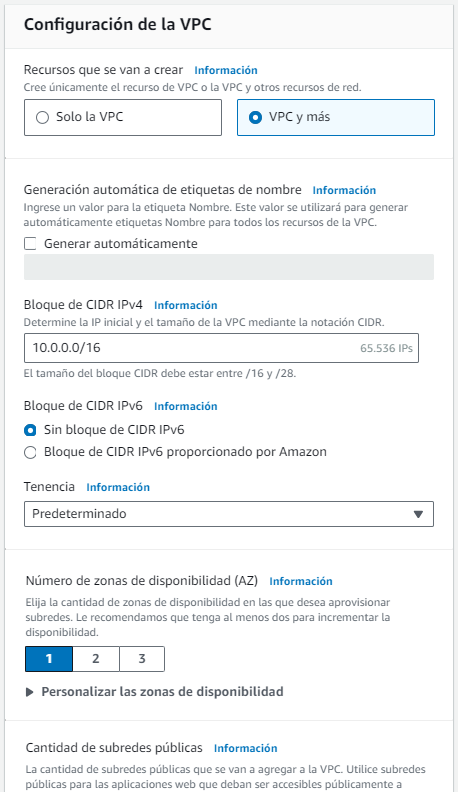 Configuración de la VPC
Recursos que se van a crear Información
Cree únicamente el recurso de VPC o la VPC y otros recursos de red.
Solo la VPC VPC y más
Generación automática de etiquetas de nombre Información
Ingrese un valor para la etiqueta Nombre. Este valor se utilizará para generar
automáticamente etiquetas Nombre para todos los recursos de la VPC.
Generar automáticamente
Bloque de CIDR IPv4 Información
Determine la IP inicial y el tamaño de la VPC mediante la notación CIDR.
10.0.0.0/16 65.536 IPs
El tamaño del bloque CIDR debe estar entre /16 y /28.
Bloque de CIDR IPv6 Información
Sin bloque de CIDR IPv6
Bloque de CIDR IPv6 proporcionado por Amazon
Tenencia Información
Predeterminado
Número de zonas de disponibilidad (AZ) Información
Elija la cantidad de zonas de disponibilidad en las que desea aprovisionar
subredes. Le recomendamos que tenga al menos dos para incrementar la
disponibilidad.
1 2 3
Personalizar las zonas de disponibilidad
Cantidad de subredes públicas Información
La cantidad de subredes públicas que se van a agregar a la VPC. Utilice subredes
públicas para las aplicaciones web que deban ser accesibles públicamente a